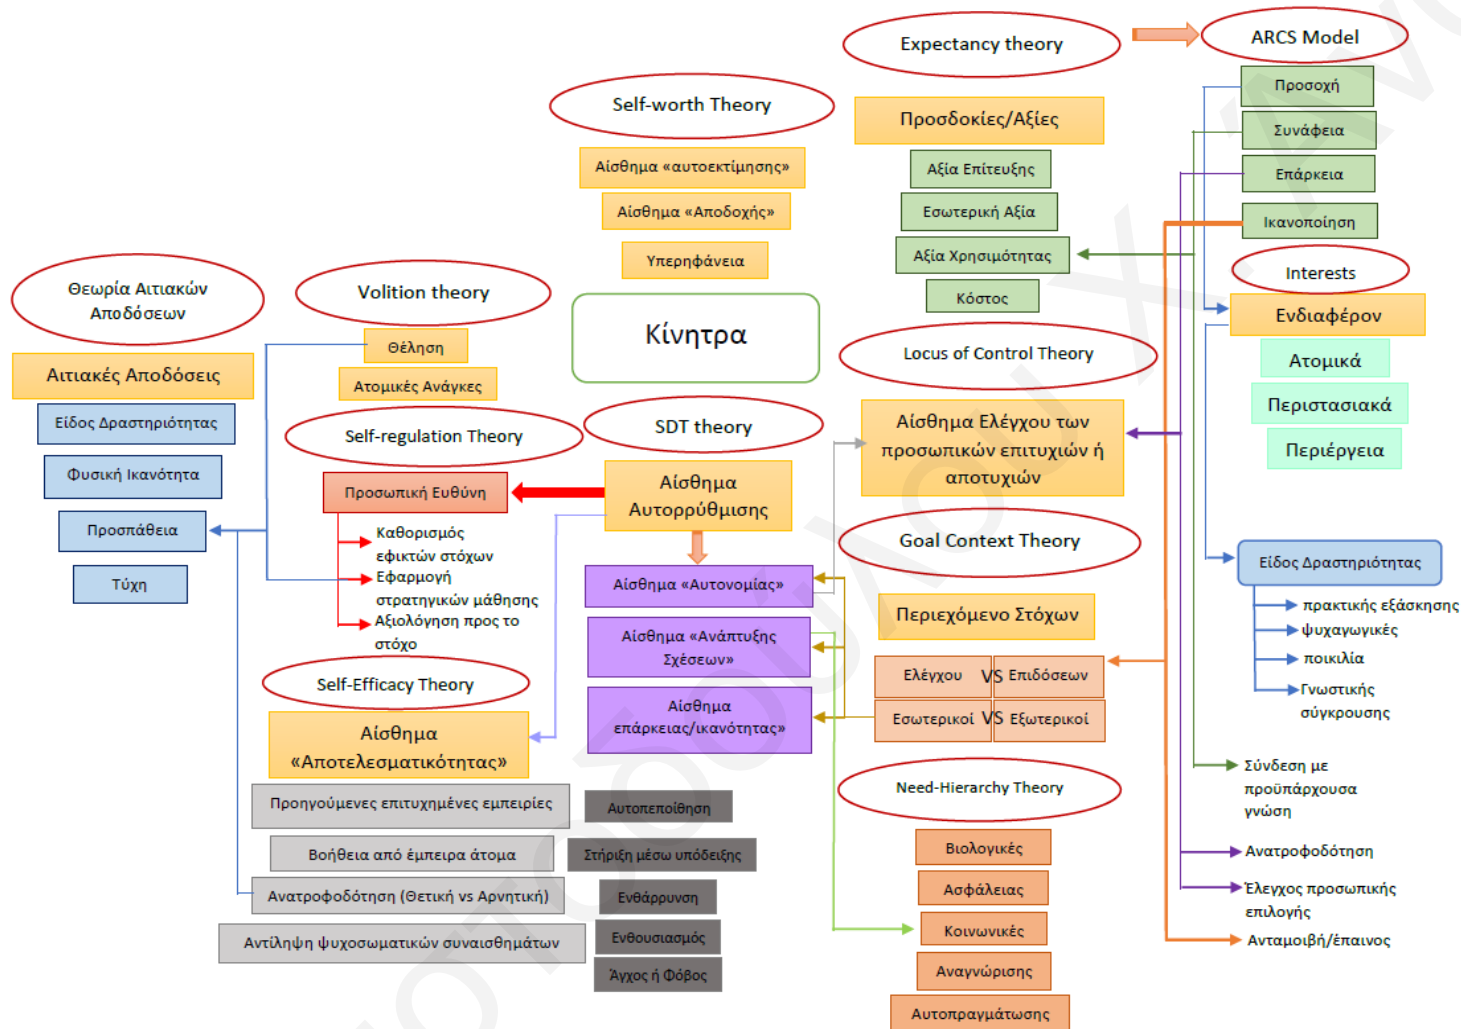 Expectancy theory
ARCS Model
Προσοχή
Συνάφεια
Επάρκεια
Ικανοποίηση
Self-worth Theory
Αίσθημα «αυτοεκτίμησης»
Αίσθημα «Αποδοχής»
Υπερηφάνεια
Προσδοκίες/Αξίες
Αξία Επίτευξης
Εσωτερική Αξία
Αξία Χρησιμότητας
Κόστος
Interests
Ενδιαφέρον
Ατομικά
Περιστασιακά
Περιέργεια
Θεωρία Αιτιακών
Αποδόσεων
Αιτιακές Αποδόσεις
Είδος Δραστηριότητας
Φυσική Ικανότητα
Προσπάθεια
Τύχη
Volition theory
Θέληση
Ατομικές Ανάγκες
Κίνητρα
Locus of Control Theory
Αίσθημα Ελέγχου των
προσωπικών επιτυχιών ή
αποτυχιών
Self-regulation Theory
Προσωπική Ευθύνη
Καθορισμός
εφικτών στόχων
Εφαρμογή
στρατηγικών μάθησης
Αξιολόγηση προς το
στόχο
SDT theory
Αίσθημα
Αυτορρύθμισης
Αίσθημα «Αυτονομίας»
Αίσθημα «Ανάπτυξης
Σχέσεων»
Αίσθημα
επάρκειας/ικανότητας»
Goal Context Theory
Περιεχόμενο Στόχων
Ελέγχου VS Επιδόσεων
Εσωτερικοί VS Εξωτερικοί
Είδος Δραστηριότητας
πρακτικής εξάσκησης
ψυχαγωγικές
ποικιλία
Γνωστικής
σύγκρουσης
Self-Efficacy Theory
Αίσθημα
«Αποτελεσματικότητας»
Προηγούμενες επιτυχημένες εμπειρίες
Αυτοπεποίθηση
Βοήθεια από έμπειρα άτομα
Στήριξη μέσω υπόδειξης
Ανατροφοδότηση (Θετική vs Αρνητική)
Ενθάρρυνση
Αντίληψη ψυχοσωματικών συναισθημάτων
Ενθουσιασμός
Άγχος ή Φόβος
Need-Hierarchy Theory
Βιολογικές
Ασφάλειας
Κοινωνικές
Αναγνώρισης
Αυτοπραγμάτωσης
Σύνδεση με
προϋπάρχουσα
γνώση
Ανατροφοδότηση
Έλεγχος προσωπικής
επιλογής
Ανταμοιβή/έπαινος